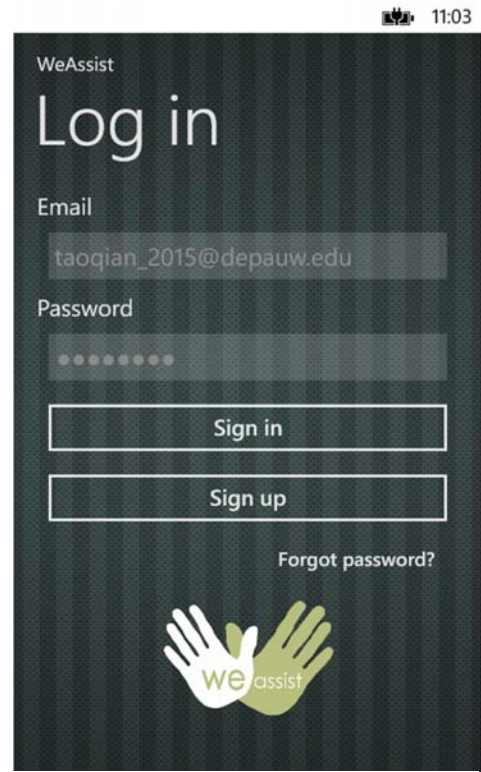 11:03
WeAssist
Log in
Email
taoqian_2015@depauw.edu
Password
••••••••
Sign in
Sign up
Forgot password?
we assist